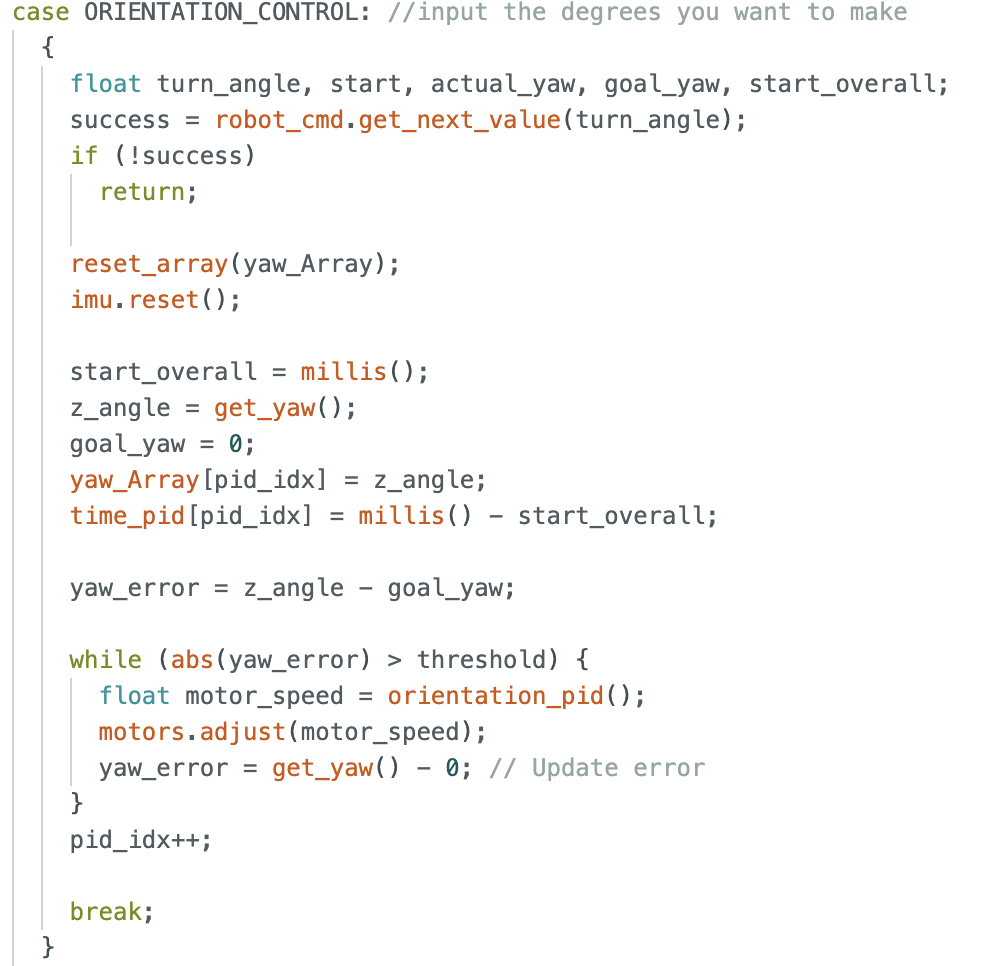 case ORIENTATION_CONTROL: //input the degrees you want to make
{
float turn_angle, start, actual_yaw, goal_yaw, start_overall;
success = robot_cmd.get_next_value(turn_angle);
if (!success)
return;
reset_array(yaw_Array);
imu.reset();
start_overall = millis();
z_angle = get_yaw();
goal_yaw = 0;
yaw_Array[pid_idx] = z_angle;
time_pid[pid_idx] = millis() - start_overall;
yaw_error = z_angle - goal_yaw;
while (abs(yaw_error) > threshold) {
float motor_speed = orientation_pid();
motors.adjust(motor_speed);
yaw_error = get_yaw() - 0; // Update error
}
pid_idx++;
break;
}